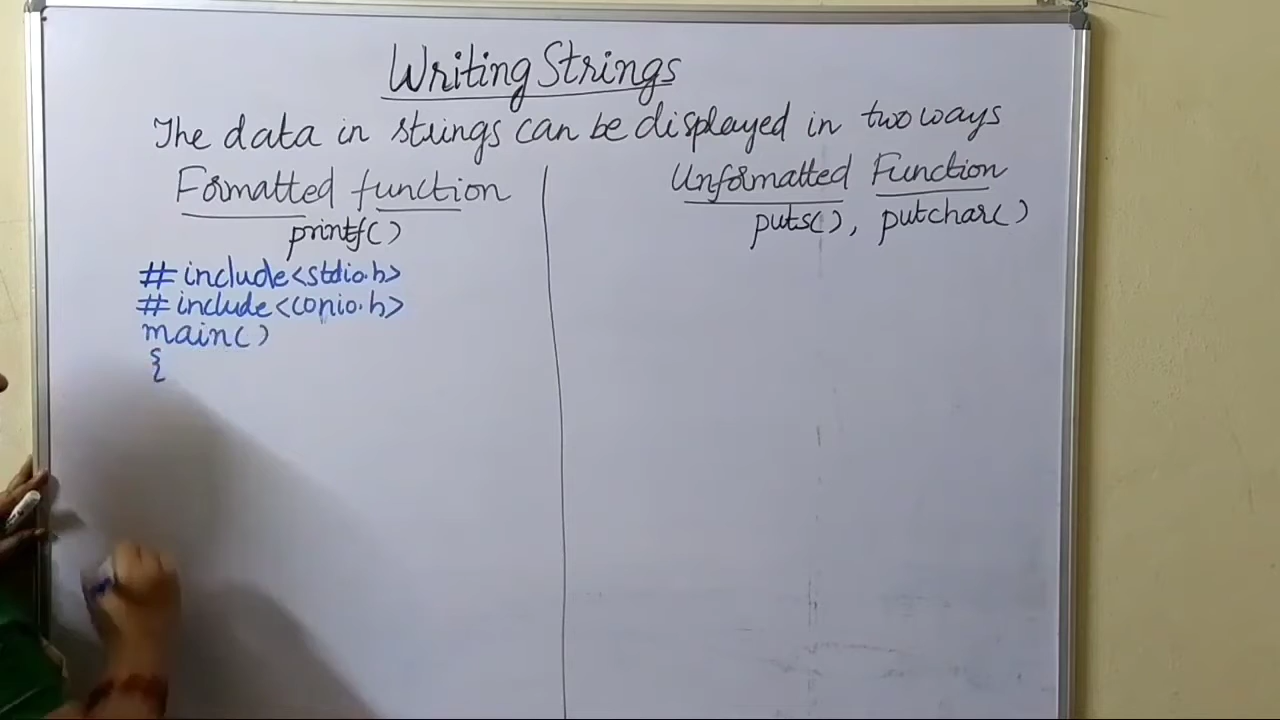 Writing Strings
The data in strings can be displayed in two ways
Formatted function
printf()
#include<stdio.h>
#include<conio.h>
main()
{
Unformatted Function
puts(), putchar()